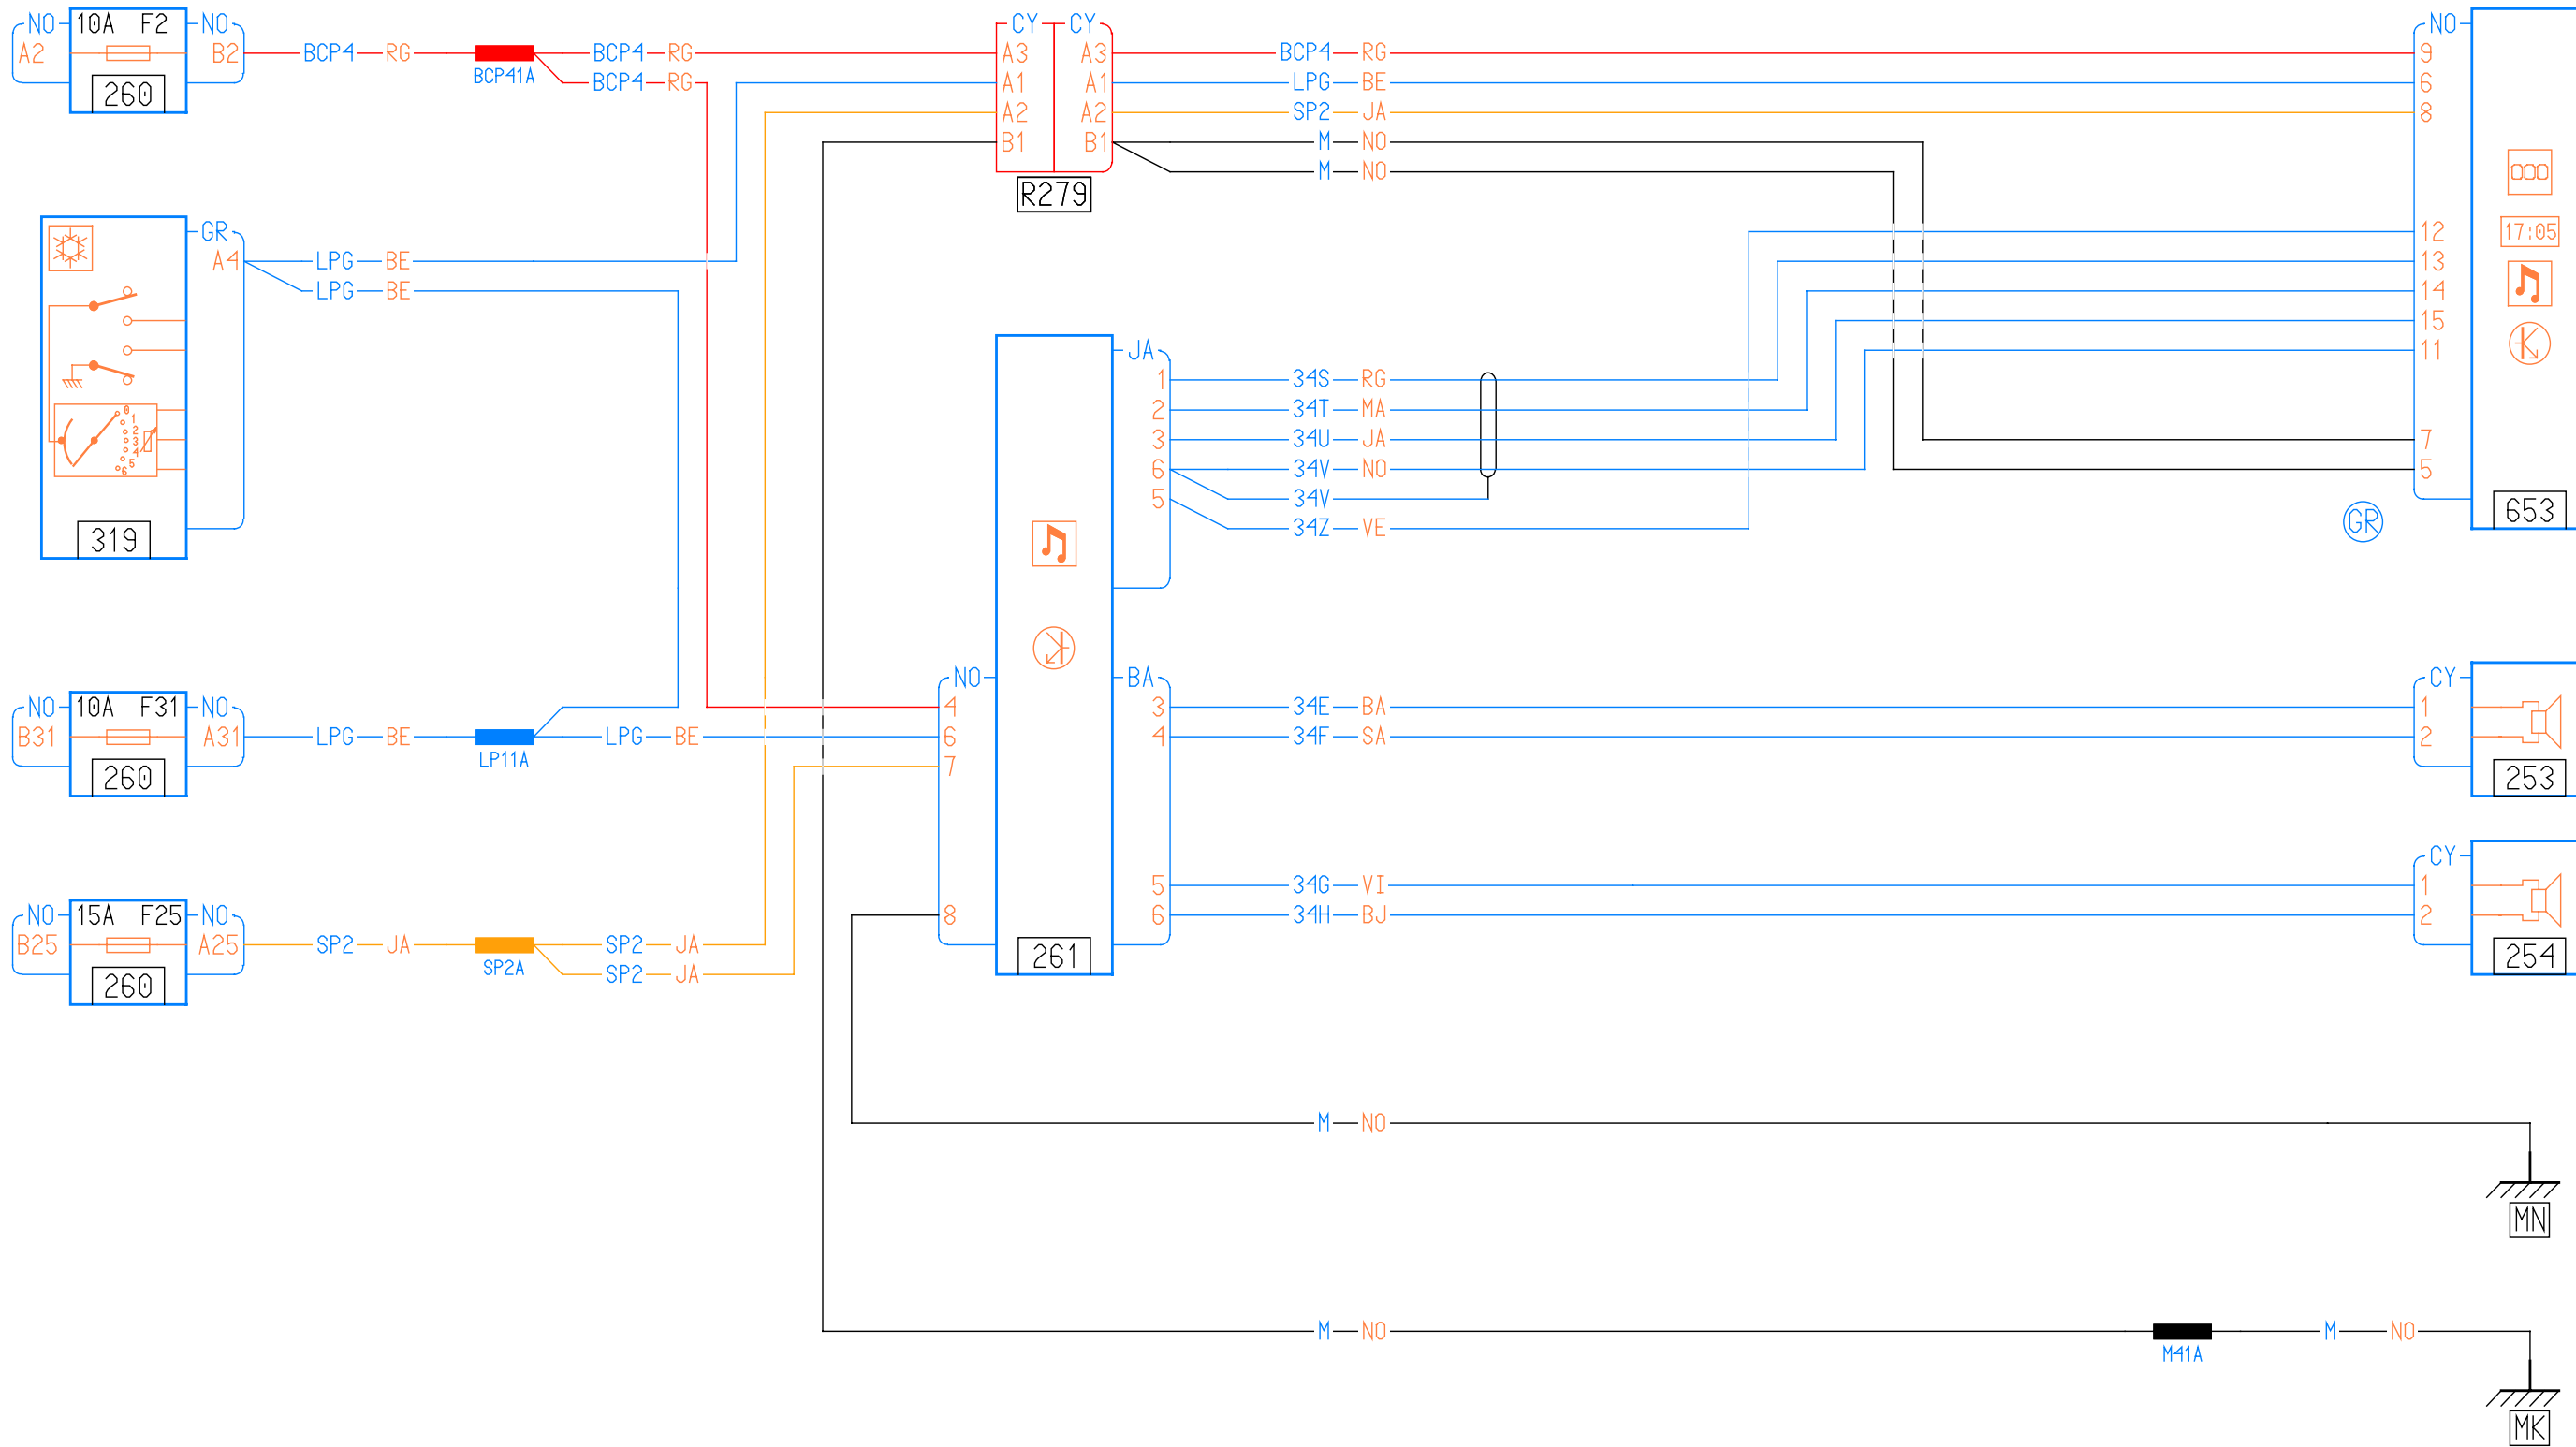 NO 10A F2 NO CY CY NO
A2 B2 BCP4 RG BCP4 RG A3 A3 BCP4 RG 9
260 BCP41A BCP4 RG A1 A1 LPG BE 6
A2 A2 SP2 JA 8
B1 B1 M NO
M NO
R279
GR 12 17:05
A4 LPG BE 13
LPG BE 14
15
JA 11
1 34S RG
0 1 2 3 4 5 6
2 34T MA
3 34U JA 7
6 34V NO 5
5 34V
34Z VE
319 GR 653
NO BA CY
NO 10A F31 NO 4 3 34E BA 1
B31 A31 LPG BE LPG BE 6 4 34F SA 2
260 LP11A 7 253
CY
5 34G VI 1
NO 15A F25 NO 8 6 34H BJ 2
B25 A25 SP2 JA SP2 JA
260 SP2A SP2 JA 261 254
M NO
MN
M NO M NO
M41A
MK